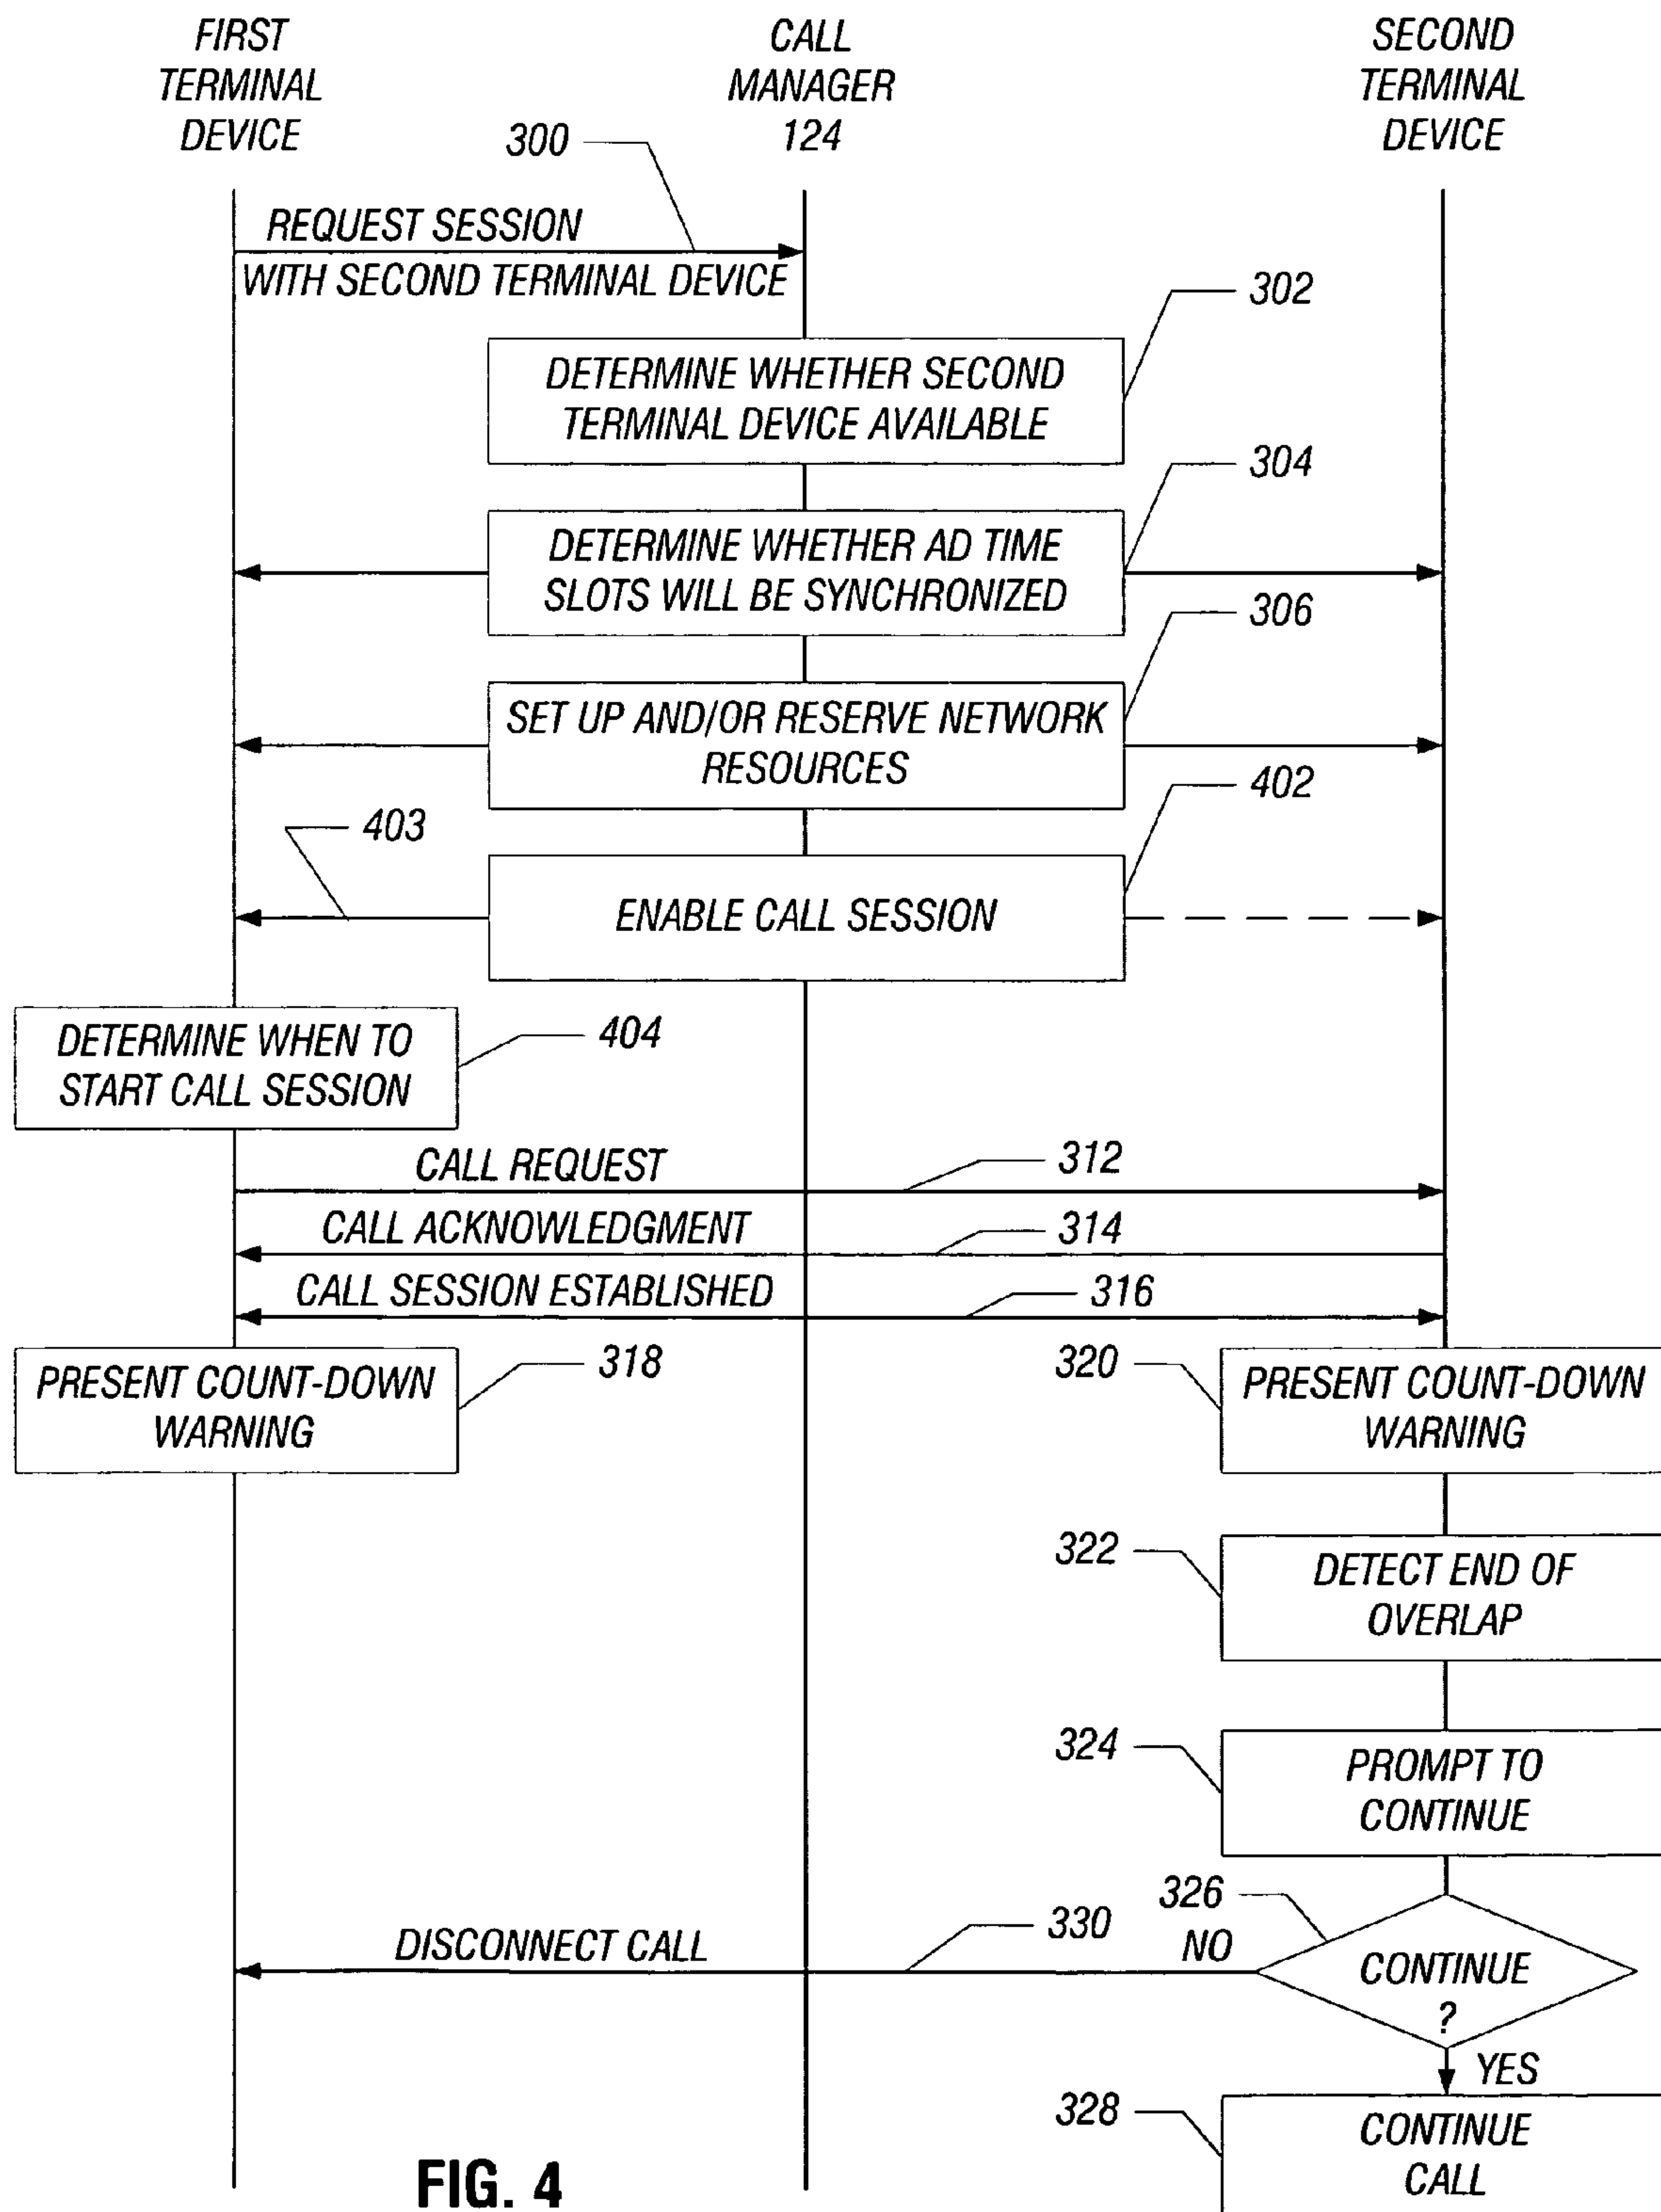 FIRST
TERMINAL
DEVICE
CALL
MANAGER
124
SECOND
TERMINAL
DEVICE
300
REQUEST SESSION
WITH SECOND TERMINAL DEVICE
302
DETERMINE WHETHER SECOND
TERMINAL DEVICE AVAILABLE
304
DETERMINE WHETHER AD TIME
SLOTS WILL BE SYNCHRONIZED
306
SET UP AND/OR RESERVE NETWORK
RESOURCES
402
403
ENABLE CALL SESSION
DETERMINE WHEN TO
START CALL SESSION
404
CALL REQUEST
312
CALL ACKNOWLEDGMENT
314
CALL SESSION ESTABLISHED
316
PRESENT COUNT-DOWN
WARNING
318
320
PRESENT COUNT-DOWN
WARNING
322
DETECT END OF
OVERLAP
324
PROMPT TO
CONTINUE
326
DISCONNECT CALL
330
NO
CONTINUE
?
YES
328
CONTINUE
CALL
FIG. 4